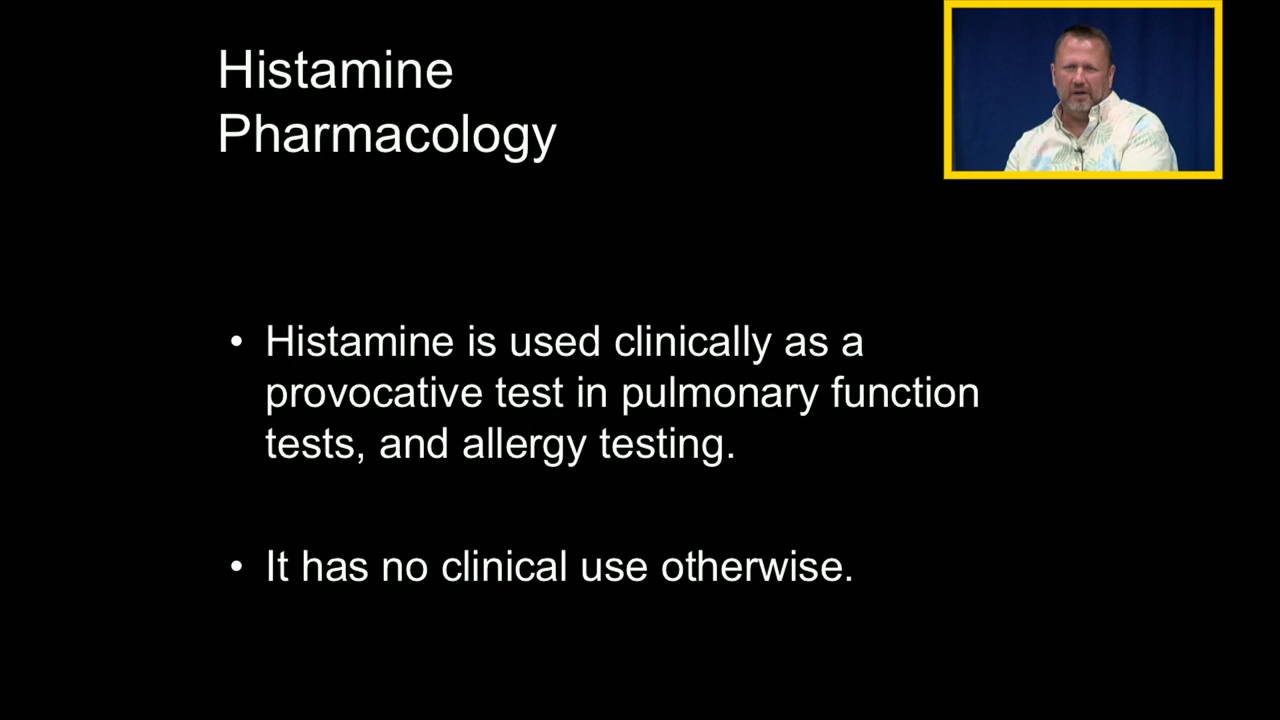 Histamine
Pharmacology
• Histamine is used clinically as a
provocative test in pulmonary function
tests, and allergy testing.
• It has no clinical use otherwise.